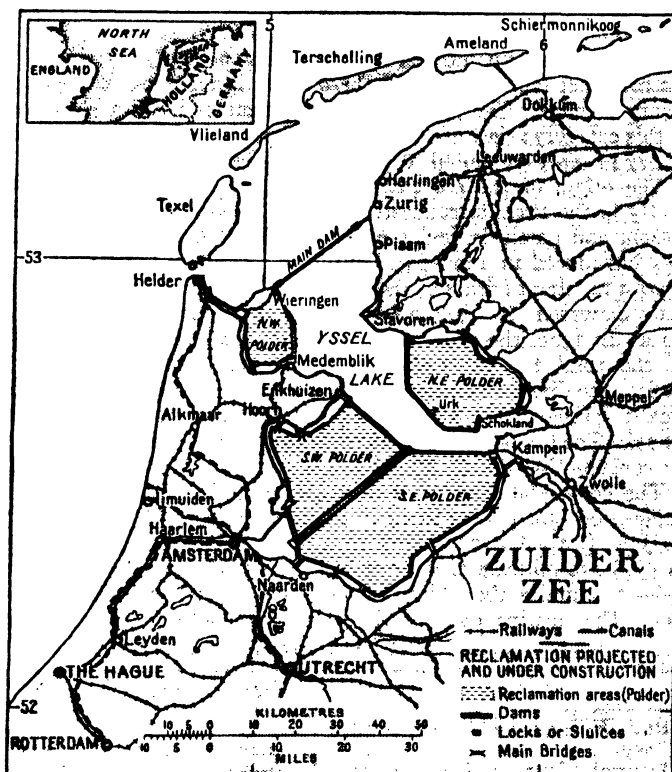 NORTH
SEA
ENGLAND
HOLLAND
GERMANY
5
6
Schiermonnikoog
Ameland
Terschelling
Vlieland
Dokkum
Leeuwarden
Harlingen
Zurig
Texel
Piaam
MAIN DAM
53
Helder
Wieringen
Stavoren
YSSEL
LAKE
N.W.
POLDER
Medemblik
Enkhuizen
N.E POLDER
Urk
Schokland
Meppel
Hoorn
Alkmaar
Kampen
S.W. POLDER
S.E. POLDER
Zwolle
Ijmuiden
Haarlem
AMSTERDAM
Naarden
ZUIDER
ZEE
Leyden
UTRECHT
THE HAGUE
52
ROTTERDAM
Railways Canals
RECLAMATION PROJECTED
AND UNDER CONSTRUCTION
Reclamation areas (Polder)
Dams
Locks or Sluices
Main Bridges
KILOMETRES
10 5 0 10 20 30 40 50
10 5 0 10 20 30
MILES